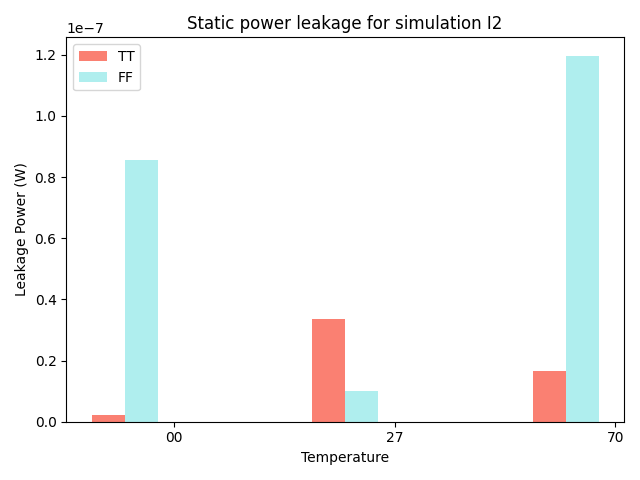 Static power leakage for simulation I2
1e−7
TT
FF
1.2
1.0
0.8
0.6
0.4
0.2
0.0
Leakage Power (W)
00 27 70
Temperature